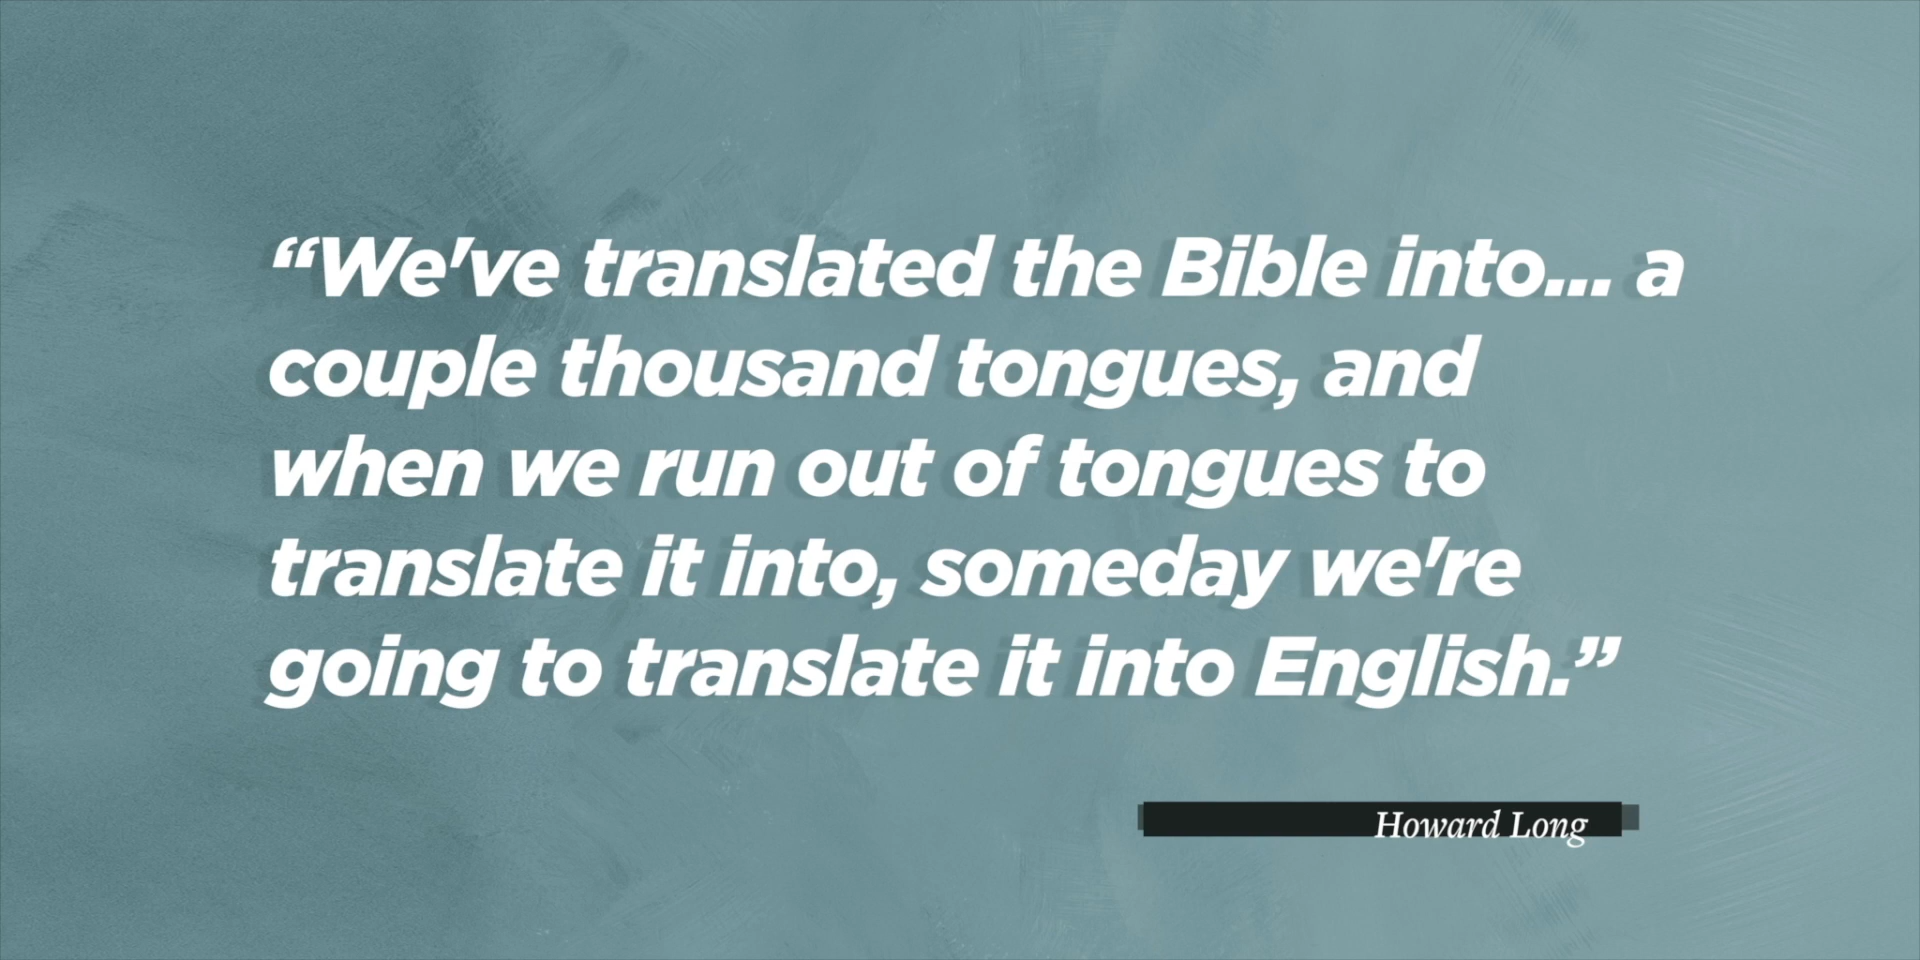 “We've translated the Bible into... a
couple thousand tongues, and
when we run out of tongues to
translate it into, someday we're
going to translate it into English.”
Howard Long